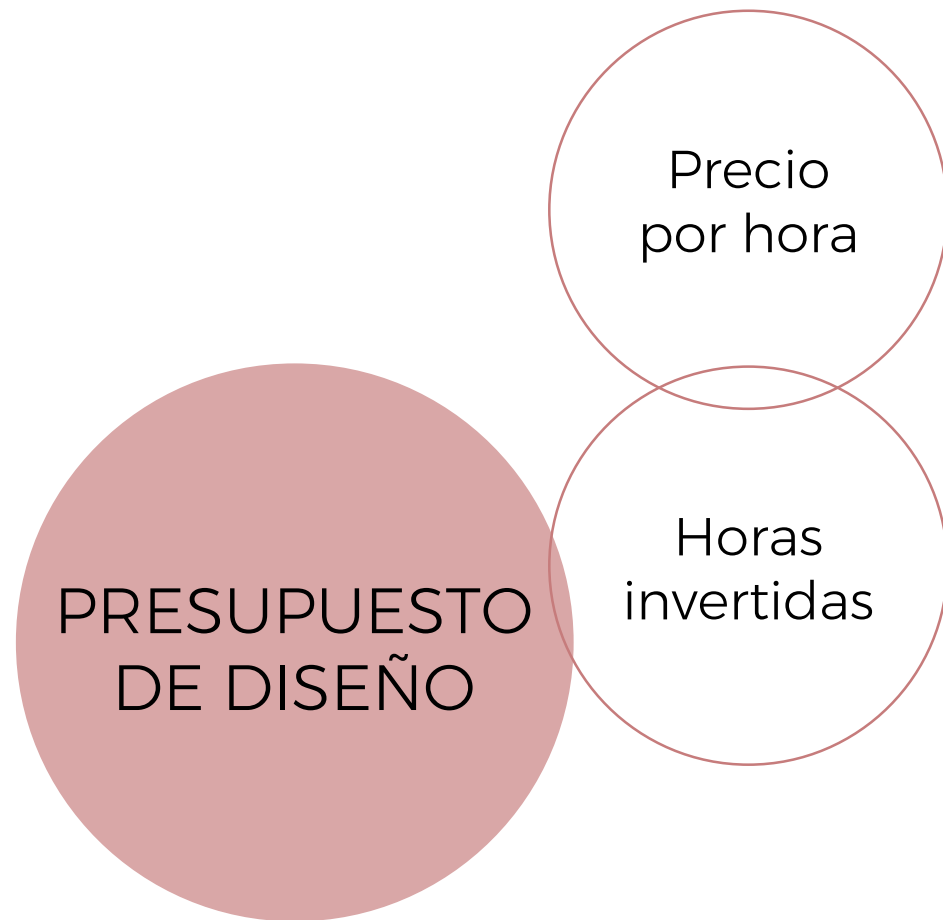 Precio
por hora
Horas
invertidas
PRESUPUESTO
DE DISEÑO